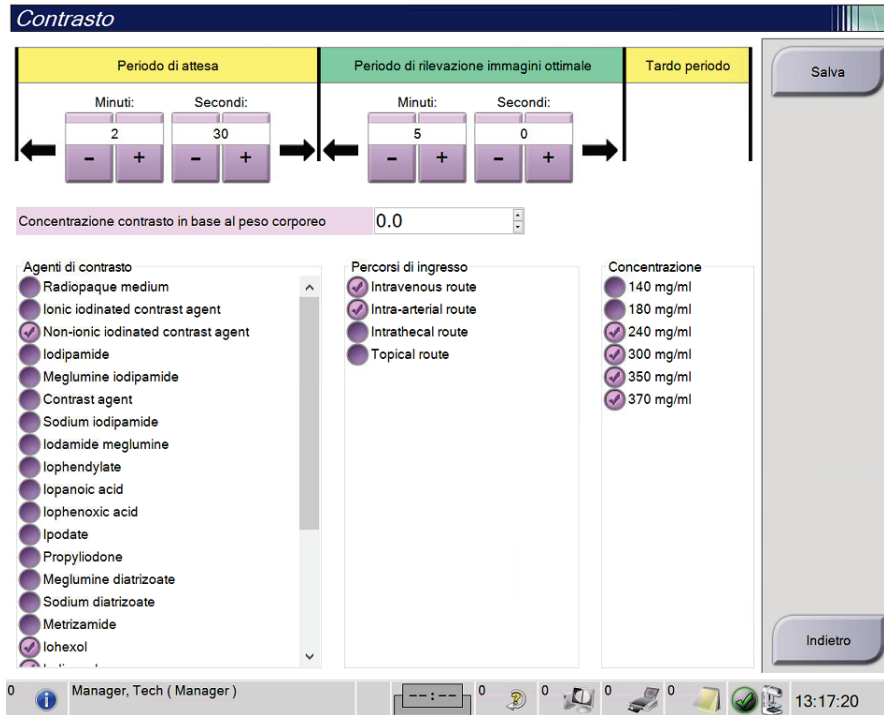 Contrasto
Periodo di attesa
Periodo di rilevazione immagini ottimale
Tardo periodo
Salva
Minuti:
Secondi:
Minuti:
Secondi:
2
30
5
0
- + - + - + - +
Concentrazione contrasto in base al peso corporeo
0.0
Agenti di contrasto
Radiopaque medium
Ionic iodinated contrast agent
Non-ionic iodinated contrast agent
Iodipamide
Meglumine iodipamide
Contrast agent
Sodium iodipamide
Iodamide meglumine
Iophendylate
Iopanoic acid
Iophenoxic acid
Ipodate
Propyliodone
Meglumine diatrizoate
Sodium diatrizoate
Metrizamide
Iohexol
Percorsi di ingresso
Intravenous route
Intra-arterial route
Intrathecal route
Topical route
Concentrazione
140 mg/ml
180 mg/ml
240 mg/ml
300 mg/ml
350 mg/ml
370 mg/ml
Indietro
0
Manager, Tech ( Manager )
--:--
0
0
0
0
13:17:20